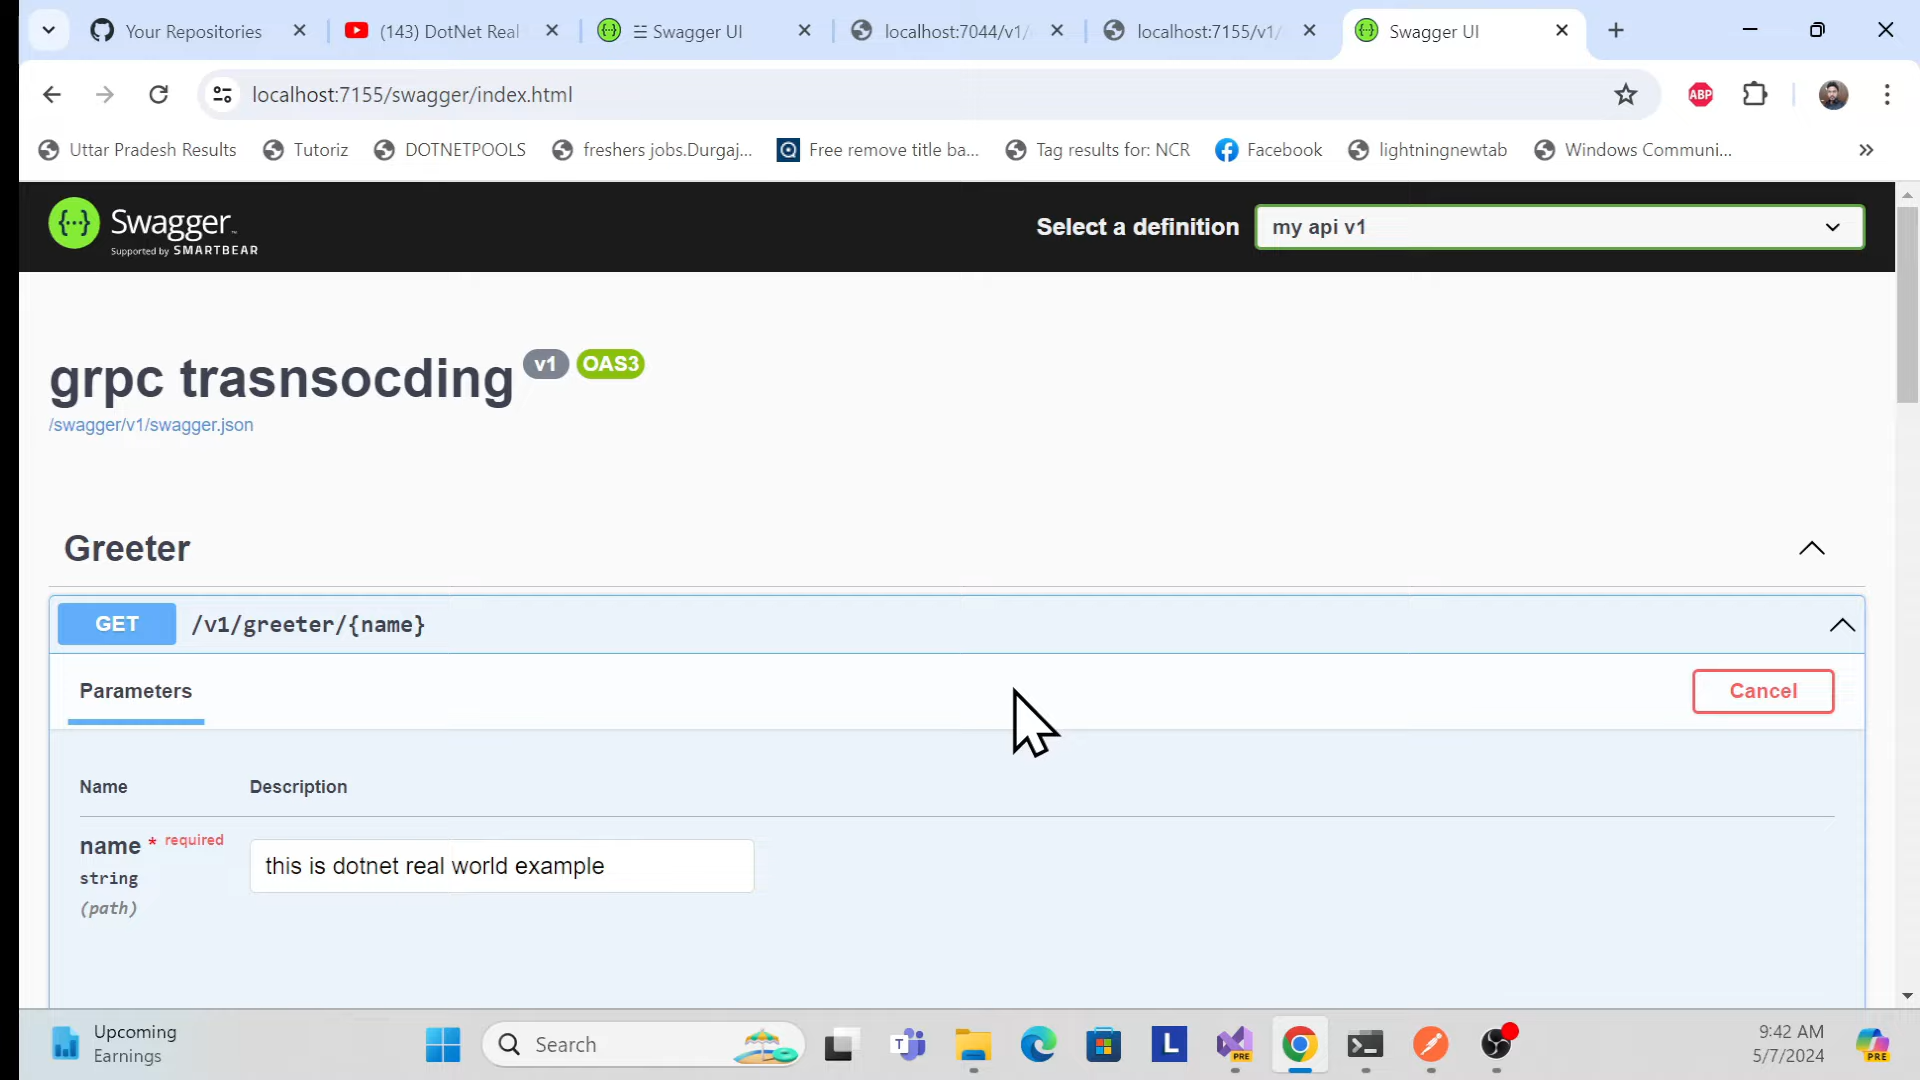 Your Repositories
(143) DotNet Real
☰ Swagger UI
localhost:7044/v1/
localhost:7155/v1/
Swagger UI
localhost:7155/swagger/index.html
ABP
Uttar Pradesh Results
Tutoriz
DOTNETPOOLS
freshers jobs.Durgaj...
Free remove title ba...
Tag results for: NCR
Facebook
lightningnewtab
Windows Communi...
Swagger
Supported by SMARTBEAR
Select a definition
my api v1
grpc trasnsocding
v1
OAS3
/swagger/v1/swagger.json
Greeter
GET
/v1/greeter/{name}
Parameters
Cancel
Name
Description
name * required
string
(path)
this is dotnet real world example
Upcoming
Earnings
Search
T
L
PRE
9:42 AM
5/7/2024
PRE